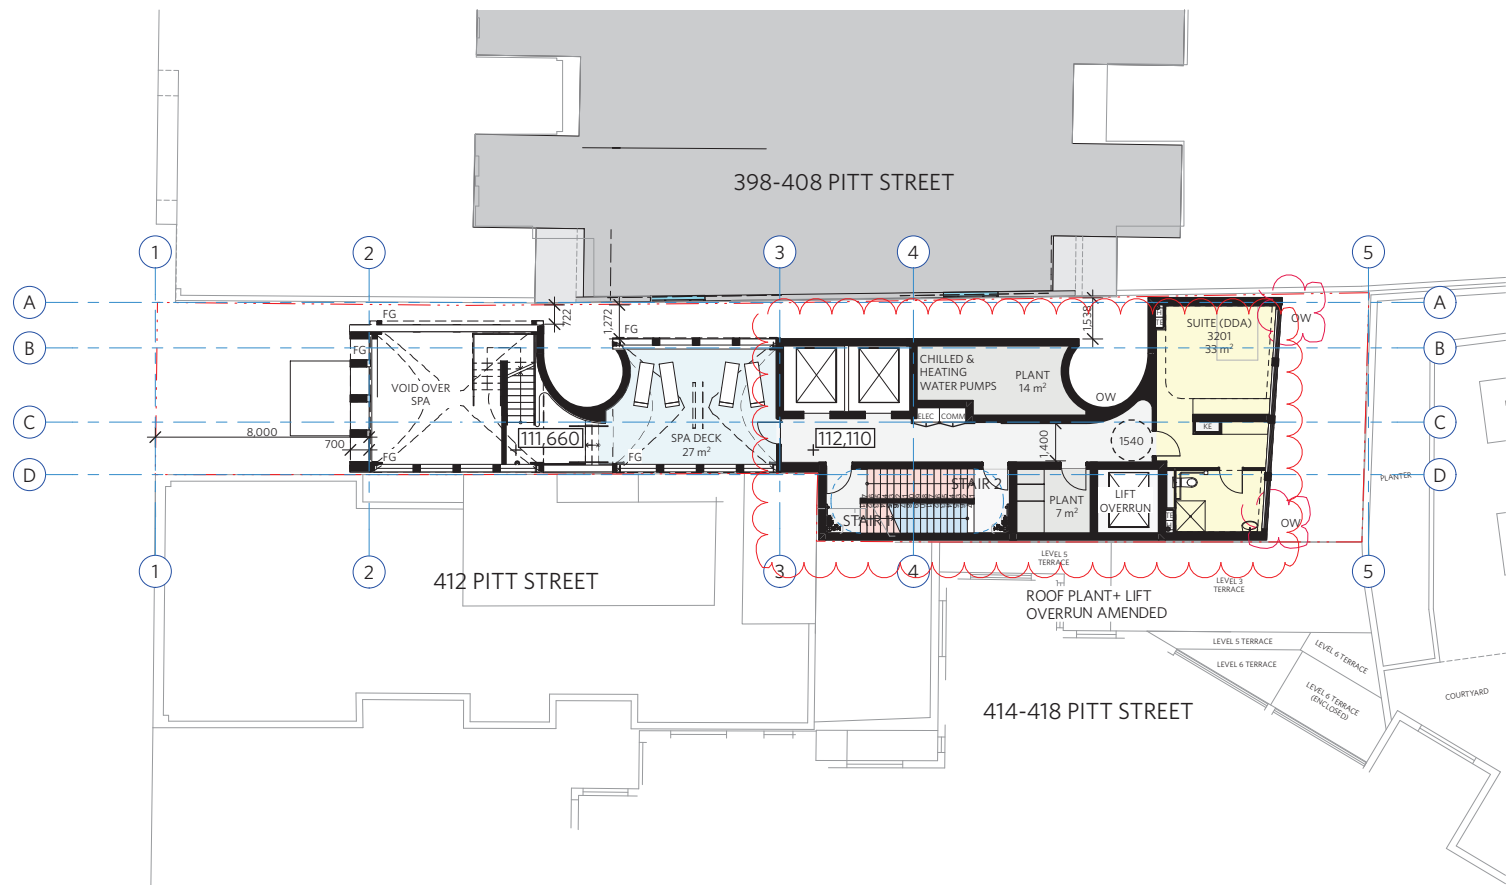 398-408 PITT STREET
1
2
3
4
5
A
A
FG
722
1,272
FG
1,538
SUITE (DDA)
3201
33 m²
OW
B
B
FG
CHILLED &
HEATING
WATER PUMPS
PLANT
14 m²
VOID OVER
SPA
OW
ELEC
COMM
C
C
8,000
700
111,660
SPA DECK
27 m²
112,110
1,400
1540
KE
FG
FG
D
D
STAIR 2
STAIR 1
PLANT
7 m²
LIFT
OVERRUN
OW
PLANTER
1
2
3
4
5
412 PITT STREET
LEVEL 5
TERRACE
LEVEL 3
TERRACE
ROOF PLANT+ LIFT
OVERRUN AMENDED
LEVEL 5 TERRACE
LEVEL 6 TERRACE
LEVEL 6 TERRACE
LEVEL 6 TERRACE
(ENCLOSED)
COURTYARD
414-418 PITT STREET